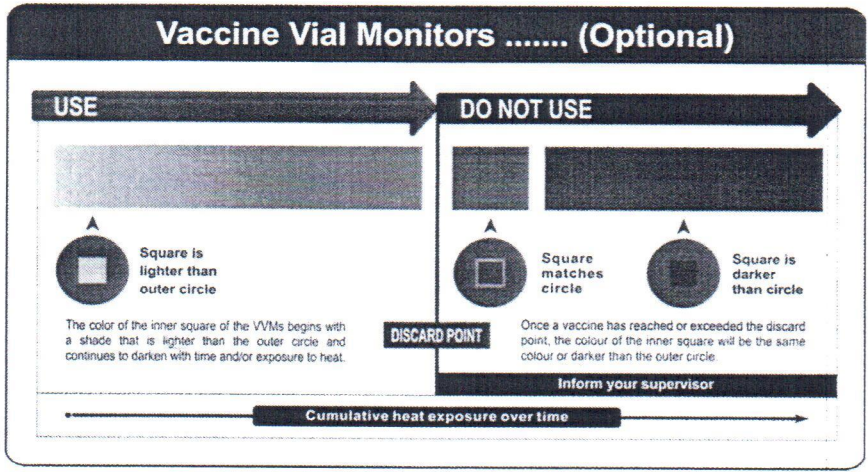 Vaccine Vial Monitors ....... (Optional)
USE
DO NOT USE
Square is
lighter than
outer circle
Square
matches
circle
Square is
darker
than circle
The color of the inner square of the VVMs begins with
a shade that is lighter than the outer circle and
continues to darken with time and/or exposure to heat.
DISCARD POINT
Once a vaccine has reached or exceeded the discard
point, the colour of the inner square will be the same
colour or darker than the outer circle.
Inform your supervisor
Cumulative heat exposure over time